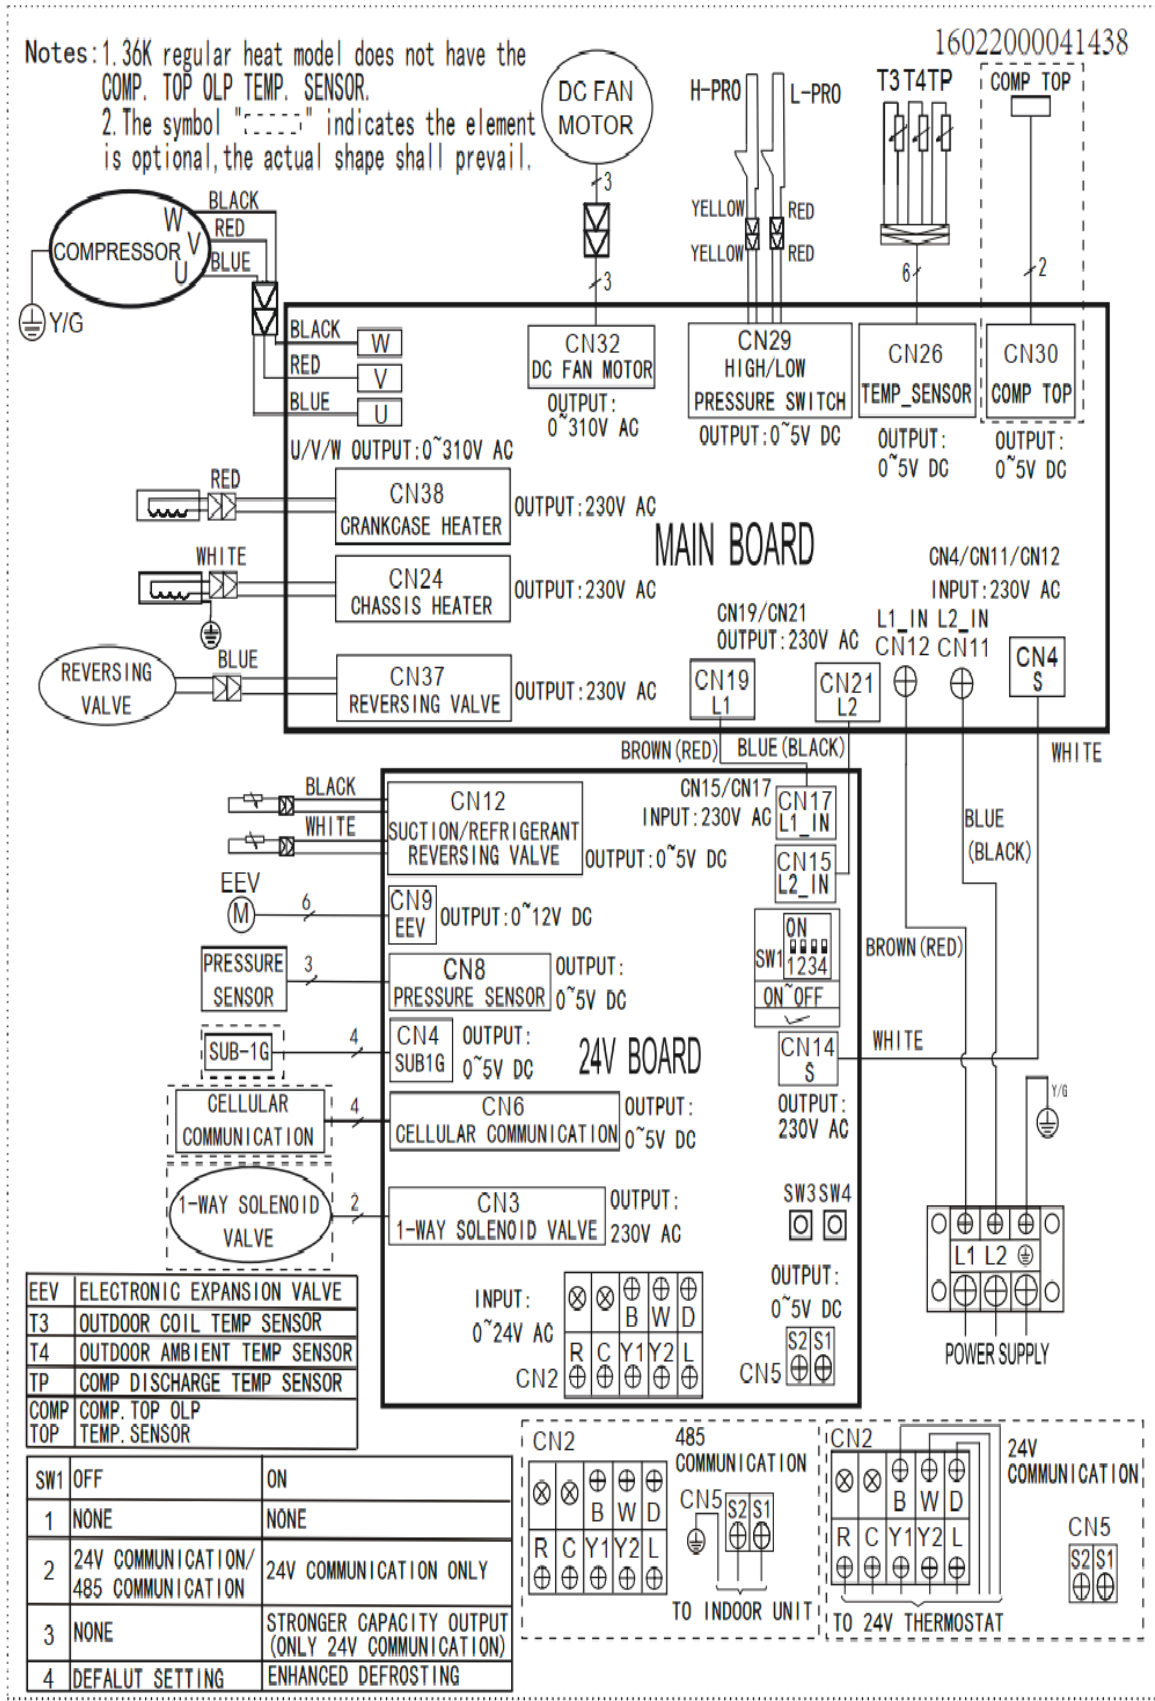 16022000041438
Notes:1.36K regular heat model does not have the
COMP. TOP OLP TEMP. SENSOR.
2.The symbol "" indicates the element
is optional,the actual shape shall prevail.
DC FAN
MOTOR
3
3
H-PRO
L-PRO
YELLOW
RED
YELLOW
RED
T3 T4 TP
6
COMP TOP
2
BLACK
W
RED
COMPRESSOR V
BLUE
U
Y/G
BLACK
W
RED
V
BLUE
U
U/V/W OUTPUT:0~310V AC
CN32
DC FAN MOTOR
OUTPUT:
0~310V AC
CN29
HIGH/LOW
PRESSURE SWITCH
OUTPUT:0~5V DC
CN26
TEMP_SENSOR
OUTPUT:
0~5V DC
CN30
COMP TOP
OUTPUT:
0~5V DC
RED
CN38
CRANKCASE HEATER
OUTPUT:230V AC
WHITE
CN24
CHASSIS HEATER
OUTPUT:230V AC
REVERSING
VALVE
BLUE
CN37
REVERSING VALVE
OUTPUT:230V AC
MAIN BOARD
CN4/CN11/CN12
INPUT:230V AC
CN19/CN21
OUTPUT:230V AC
L1_IN L2_IN
CN12 CN11
CN4
S
CN19
L1
CN21
L2
BROWN(RED)
BLUE(BLACK)
WHITE
BLACK
WHITE
CN12
SUCTION/REFRIGERANT
REVERSING VALVE
OUTPUT:0~5V DC
CN15/CN17
INPUT:230V AC
CN17
L1_IN
CN15
L2_IN
BLUE
(BLACK)
BROWN(RED)
EEV
M
6
CN9
EEV
OUTPUT:0~12V DC
SW1
ON
1234
ON~OFF
PRESSURE
SENSOR
3
CN8
PRESSURE SENSOR
OUTPUT:
0~5V DC
SUB-1G
4
CN4
SUB1G
OUTPUT:
0~5V DC
24V BOARD
CN14
S
WHITE
OUTPUT:
230V AC
CELLULAR
COMMUNICATION
4
CN6
CELLULAR COMMUNICATION
OUTPUT:
0~5V DC
Y/G
1-WAY SOLENOID
VALVE
2
CN3
1-WAY SOLENOID VALVE
OUTPUT:
230V AC
SW3 SW4
L1 L2
POWER SUPPLY
INPUT:
0~24V AC
B W D
R C Y1 Y2 L
CN2
OUTPUT:
0~5V DC
S2 S1
CN5
EEV ELECTRONIC EXPANSION VALVE
T3 OUTDOOR COIL TEMP SENSOR
T4 OUTDOOR AMBIENT TEMP SENSOR
TP COMP DISCHARGE TEMP SENSOR
COMP TOP COMP.TOP OLP
TEMP.SENSOR
SW1 OFF ON
1 NONE NONE
2 24V COMMUNICATION/
485 COMMUNICATION 24V COMMUNICATION ONLY
3 NONE STRONGER CAPACITY OUTPUT
(ONLY 24V COMMUNICATION)
4 DEFALUT SETTING ENHANCED DEFROSTING
CN2
485
COMMUNICATION
B W D
R C Y1 Y2 L
CN5
S2 S1
TO INDOOR UNIT
CN2
24V
COMMUNICATION
B W D
R C Y1 Y2 L
CN5
S2 S1
TO 24V THERMOSTAT